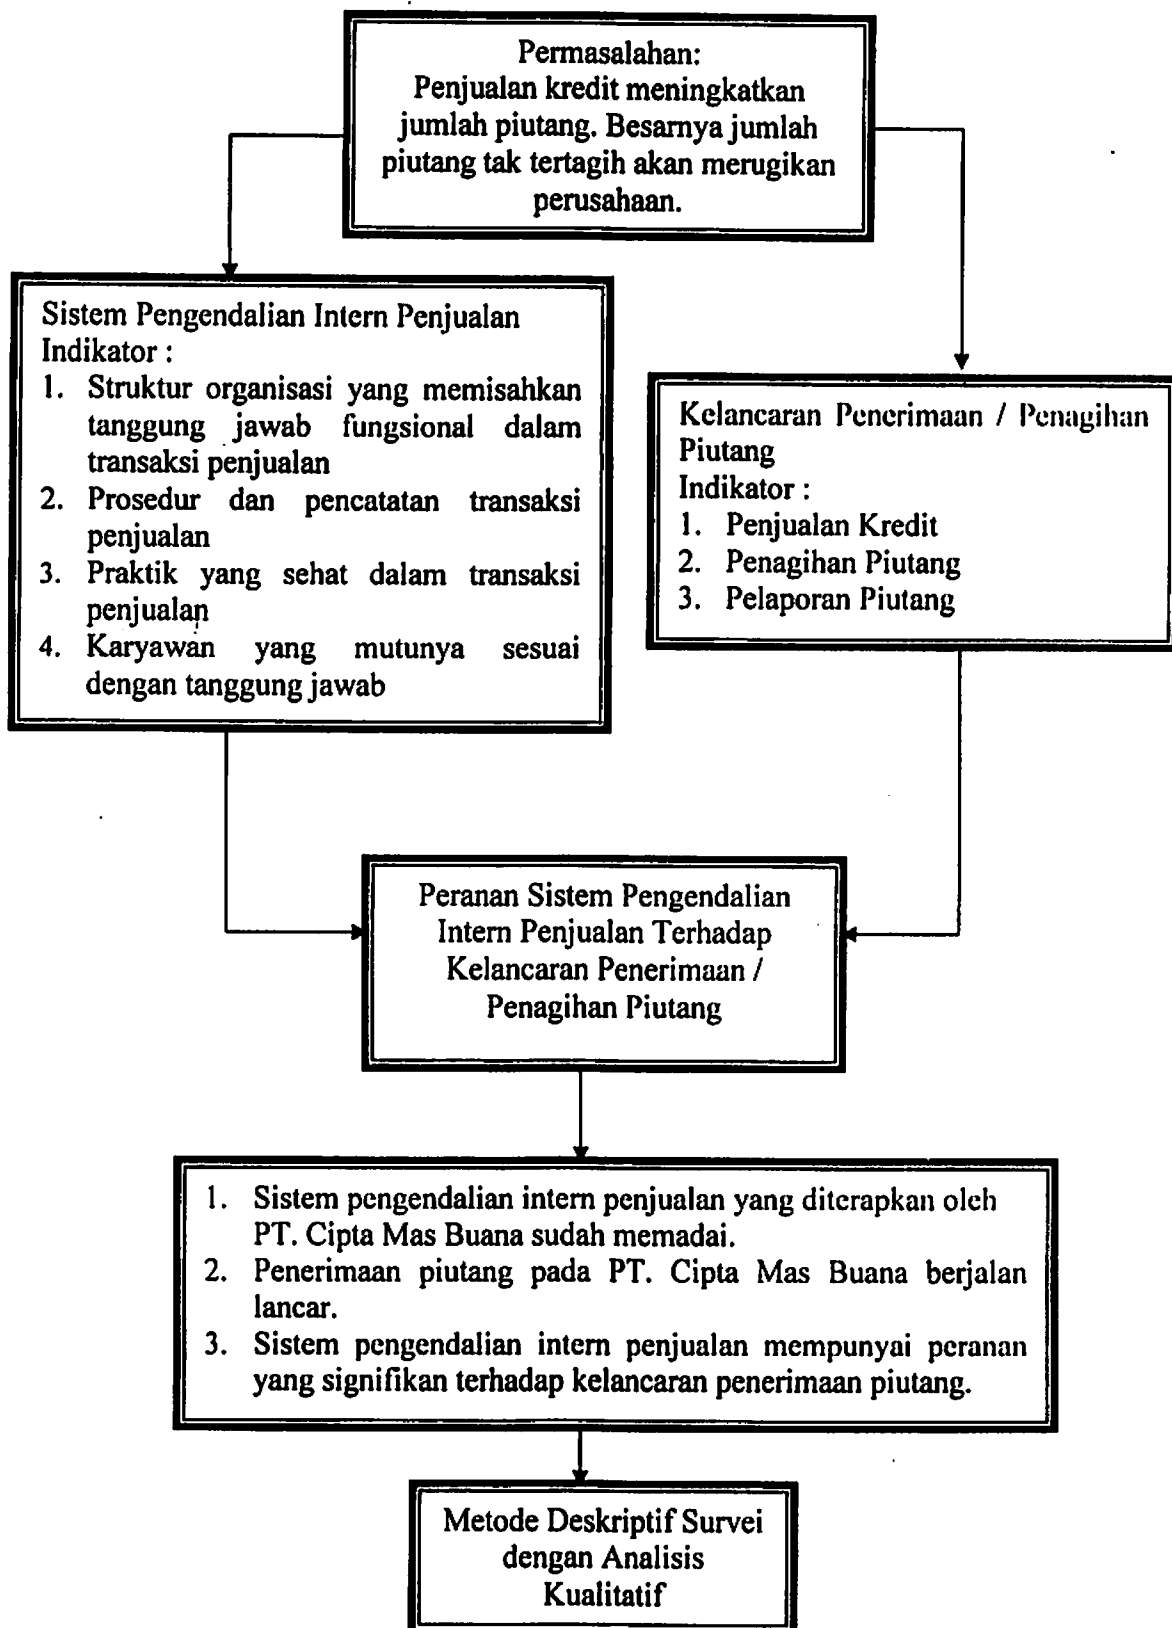 Permasalahan:
Penjualan kredit meningkatkan
jumlah piutang. Besarnya jumlah
piutang tak tertagih akan merugikan
perusahaan.
Sistem Pengendalian Intern Penjualan
Indikator :
1. Struktur organisasi yang memisahkan
tanggung jawab fungsional dalam
transaksi penjualan
2. Prosedur dan pencatatan transaksi
penjualan
3. Praktik yang sehat dalam transaksi
penjualan
4. Karyawan yang mutunya sesuai
dengan tanggung jawab
Kelancaran Penerimaan / Penagihan
Piutang
Indikator :
1. Penjualan Kredit
2. Penagihan Piutang
3. Pelaporan Piutang
Peranan Sistem Pengendalian
Intern Penjualan Terhadap
Kelancaran Penerimaan /
Penagihan Piutang
1. Sistem pengendalian intern penjualan yang diterapkan oleh
PT. Cipta Mas Buana sudah memadai.
2. Penerimaan piutang pada PT. Cipta Mas Buana berjalan
lancar.
3. Sistem pengendalian intern penjualan mempunyai peranan
yang signifikan terhadap kelancaran penerimaan piutang.
Metode Deskriptif Survei
dengan Analisis
Kualitatif